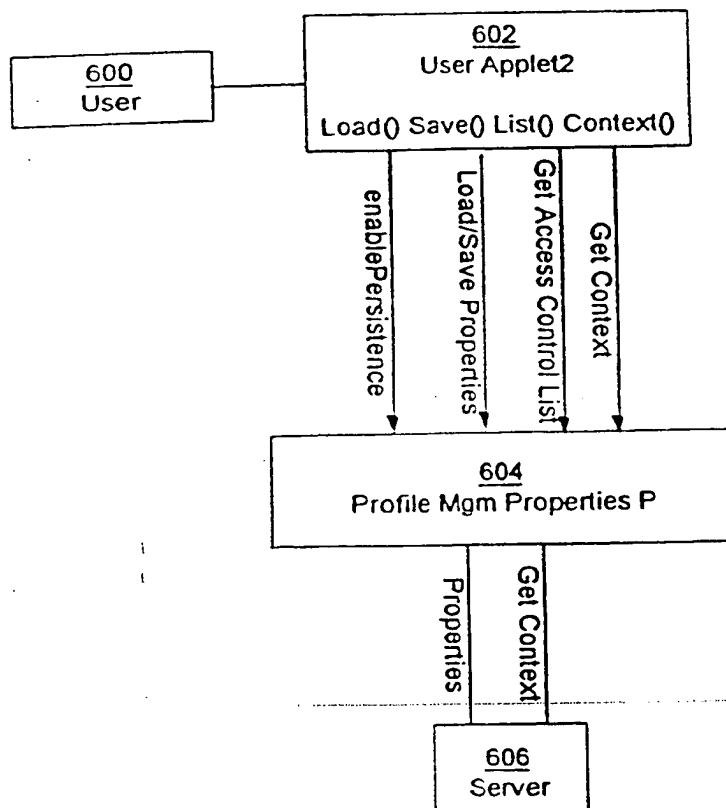 602
User Applet2
600
User
Load() Save() List() Context()
enablePersistence
Load/Save Properties
Get Access Control List
Get Context
604
Profile Mgm Properties P
Properties
Get Context
606
Server